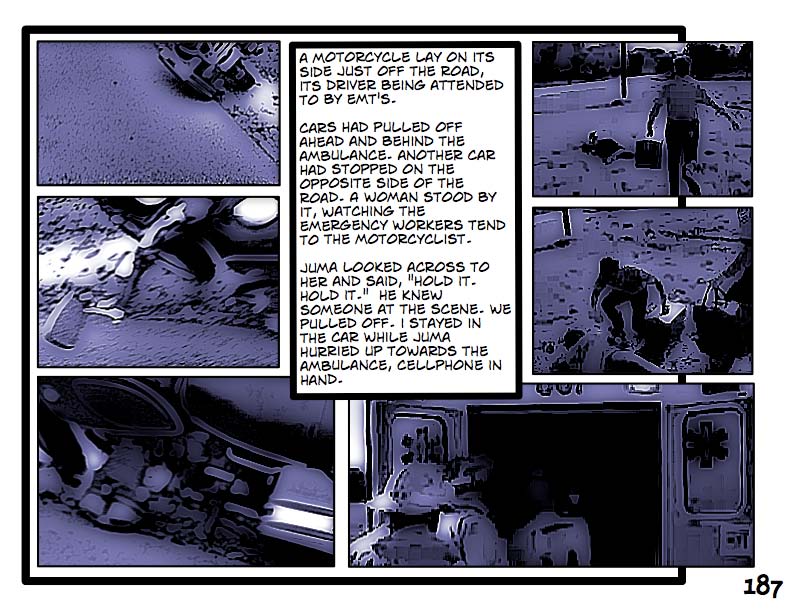 A MOTORCYCLE LAY ON ITS
SIDE JUST OFF THE ROAD,
ITS DRIVER BEING ATTENDED
TO BY EMT'S.
CARS HAD PULLED OFF
AHEAD AND BEHIND THE
AMBULANCE. ANOTHER CAR
HAD STOPPED ON THE
OPPOSITE SIDE OF THE
ROAD. A WOMAN STOOD BY
IT, WATCHING THE
EMERGENCY WORKERS TEND
TO THE MOTORCYCLIST.
JUMA LOOKED ACROSS TO
HER AND SAID, "HOLD IT.
HOLD IT." HE KNEW
SOMEONE AT THE SCENE. WE
PULLED OFF. I STAYED IN
THE CAR WHILE JUMA
HURRIED UP TOWARDS THE
AMBULANCE, CELLPHONE IN
HAND.
187